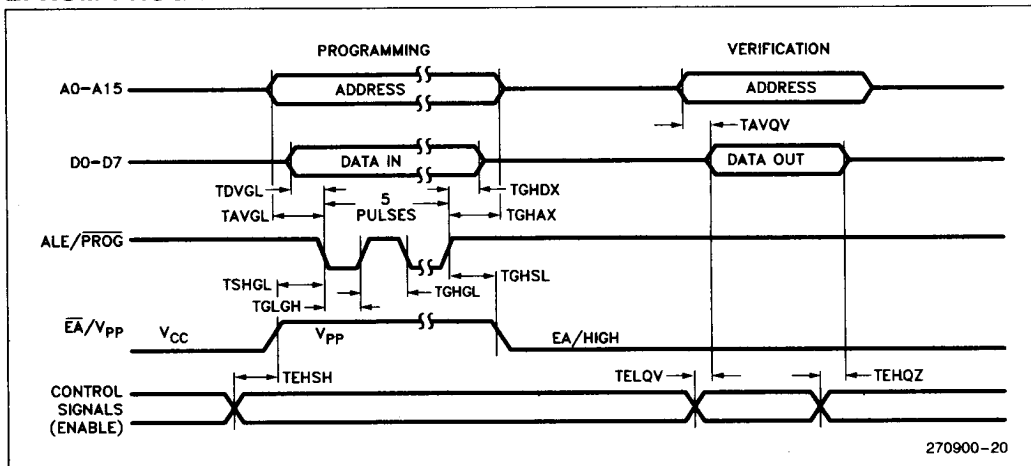 PROGRAMMING VERIFICATION
A0-A15 ADDRESS ADDRESS
TAVQV
D0-D7 DATA IN DATA OUT
TDVGL 5 TGHDX
TAVGL PULSES TGHAX
ALE/PROG
TSHGL TGHSL
TGLGH TGHGL
EA/VPP VCC VPP EA/HIGH
TEHSH TELQV TEHQZ
CONTROL
SIGNALS
(ENABLE)
270900-20